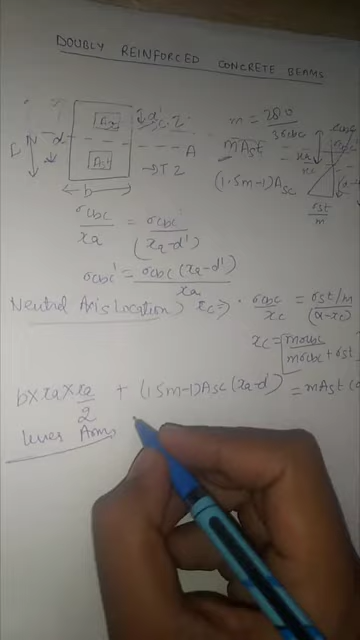 DOUBLY REINFORCED CONCRETE BEAMS
Asc d' C.Z.
N d A
Ast → T Z
b
m = 280 / 3σcbc
mAst =
(1.5m-1) Asc
σst / m
σcbc / xa = σcbc' / (xa-d')
σcbc' = σcbc (xa-d') / xa
Neutral Axis Location) xc ⇒ · σcbc / xc = σst/m / (d-xc)
xc = mσcbc / mσcbc + σst
b × xa × xa / 2 + (1.5m-1) Asc (xa-d) = mAst
Arm